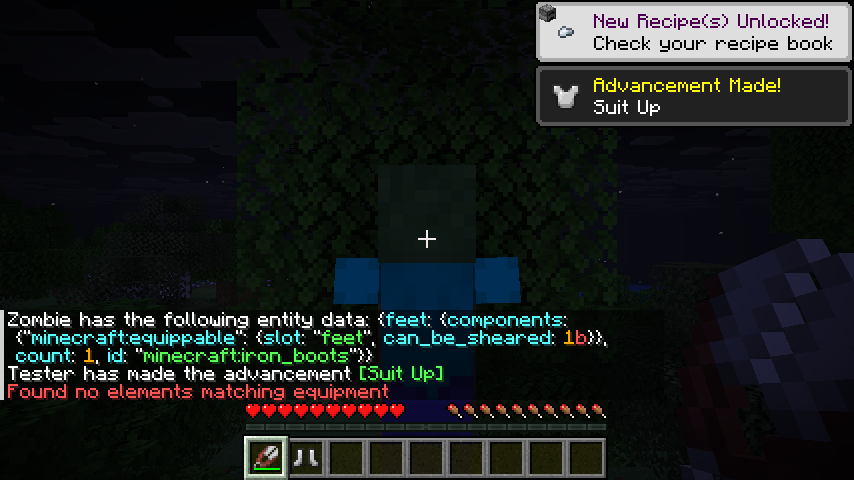 New Recipe(s) Unlocked!
Check your recipe book
Advancement Made!
Suit Up
Zombie has the following entity data: {feet: {components:
{"minecraft:equippable": {slot: "feet", can_be_sheared: 1b}},
count: 1, id: "minecraft:iron_boots"}}
Tester has made the advancement [Suit Up]
Found no elements matching equipment